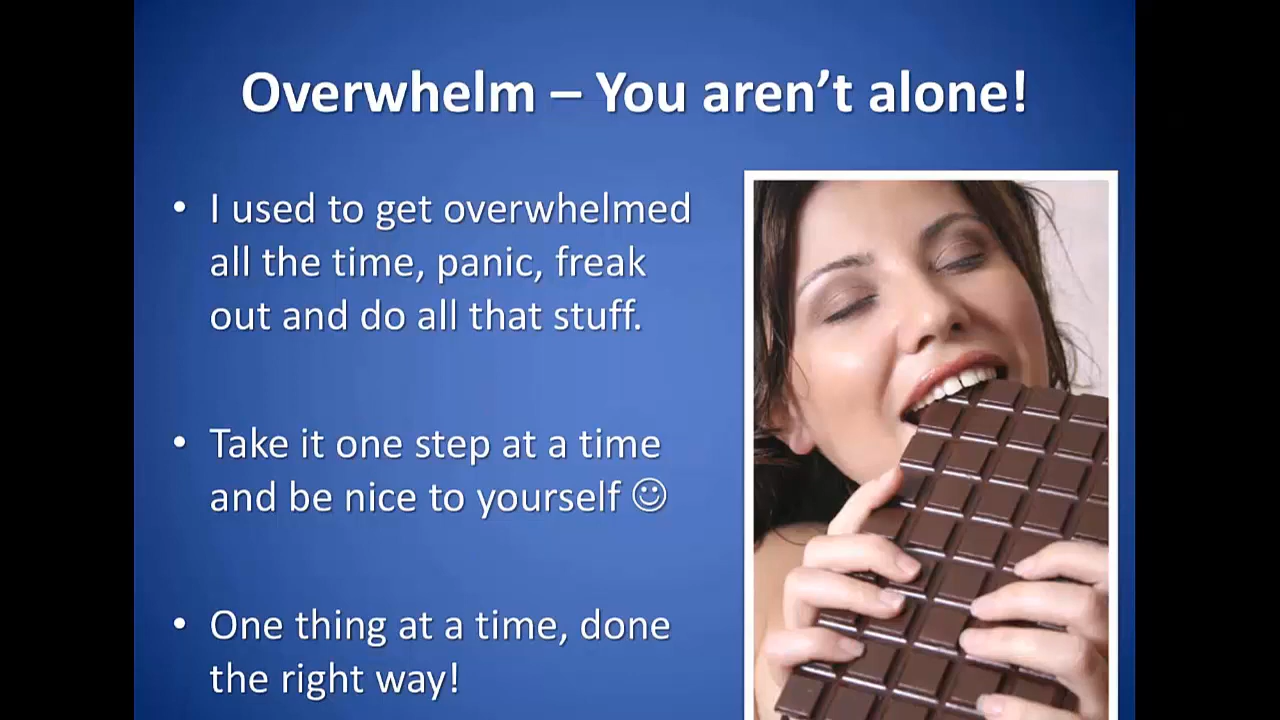 Overwhelm – You aren’t alone!
• I used to get overwhelmed
all the time, panic, freak
out and do all that stuff.
• Take it one step at a time
and be nice to yourself ☺
• One thing at a time, done
the right way!